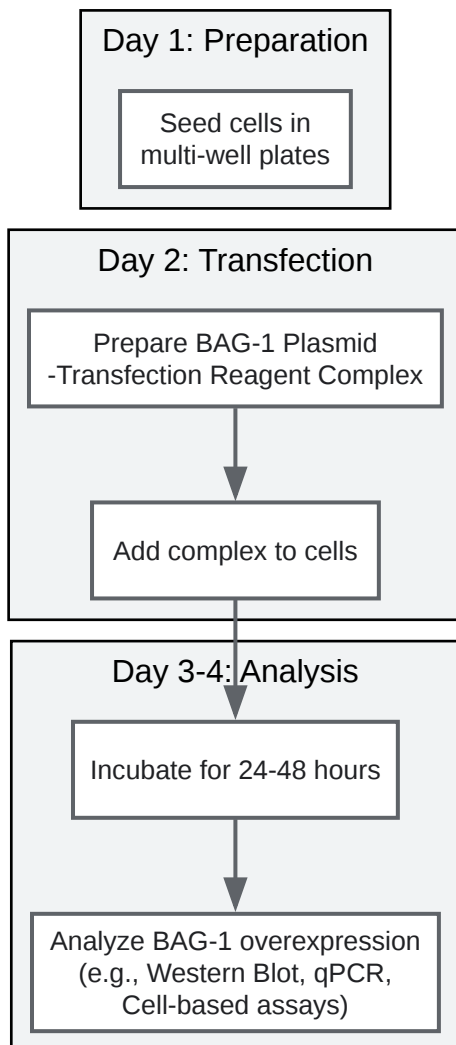 Day 1: Preparation
Seed cells in
multi-well plates
Day 2: Transfection
Prepare BAG-1 Plasmid
-Transfection Reagent Complex
Add complex to cells
Day 3-4: Analysis
Incubate for 24-48 hours
Analyze BAG-1 overexpression
(e.g., Western Blot, qPCR,
Cell-based assays)